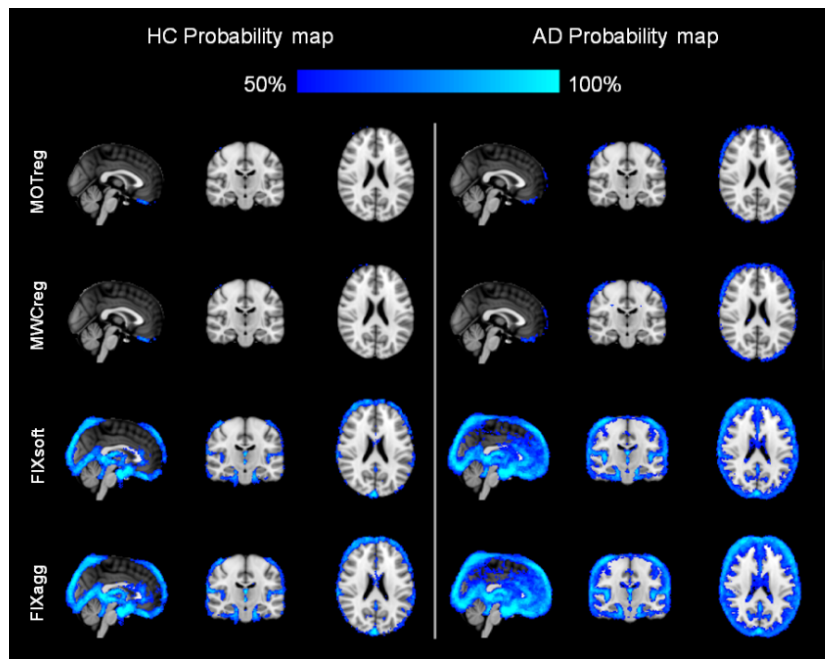 HC Probability map
AD Probability map
50%
100%
MOTreg
MWCreg
FIXsoft
FIXagg